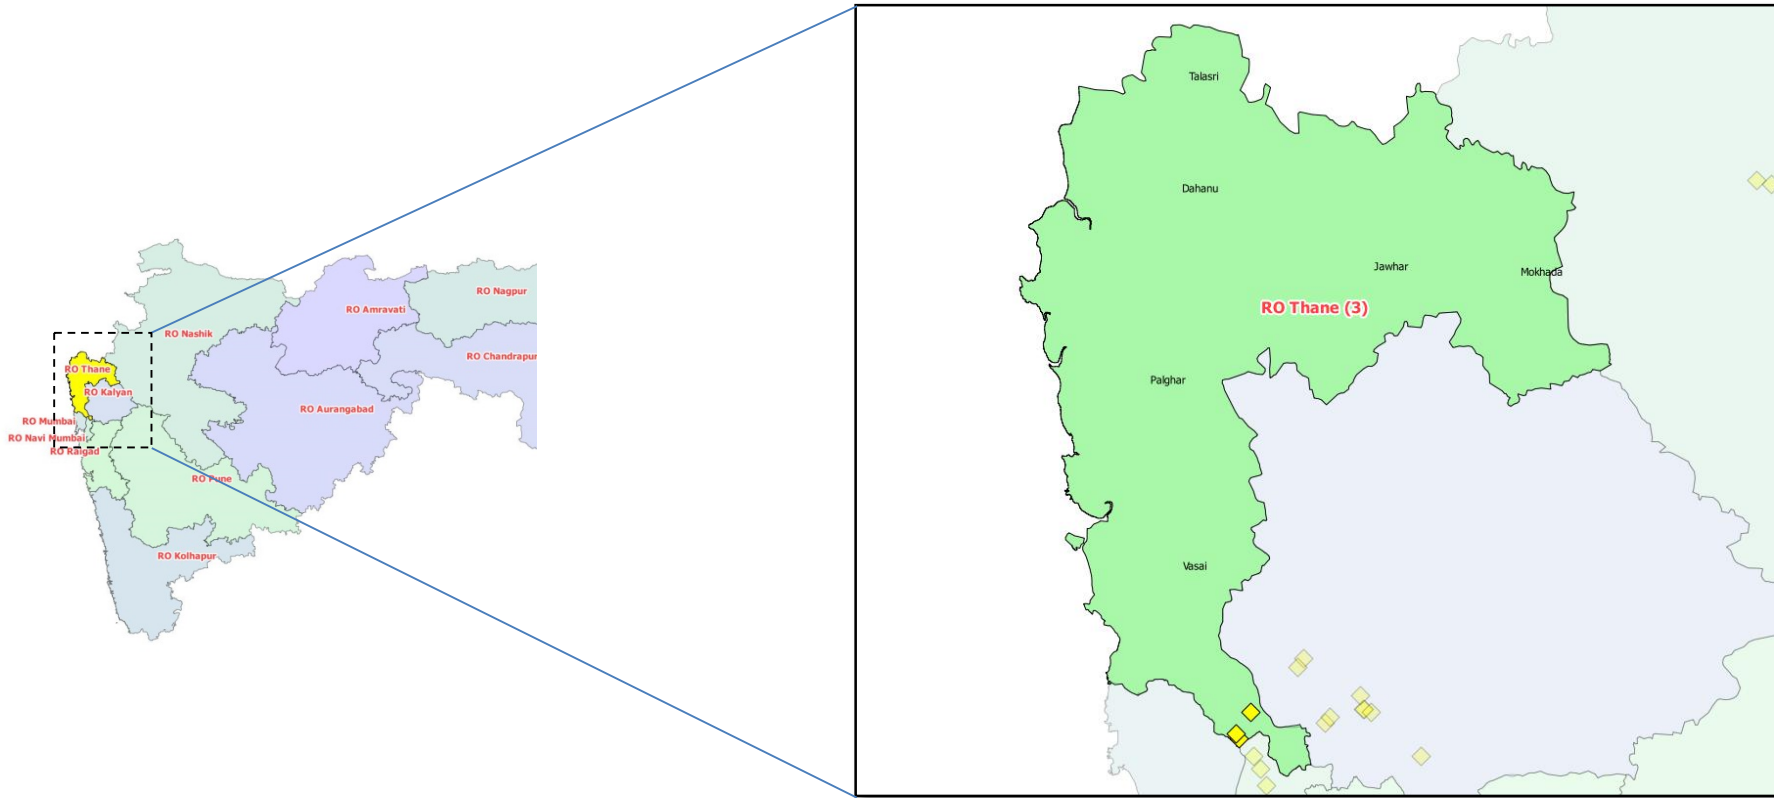 RO Nagpur
RO Amravati
RO Nashik
RO Chandrapur
RO Thane
RO Kalyan
RO Aurangabad
RO Mumbai
RO Navi Mumbai
RO Raigad
RO Pune
RO Kolhapur
Talasri
Dahanu
Jawhar
Mokhada
RO Thane (3)
Palghar
Vasai